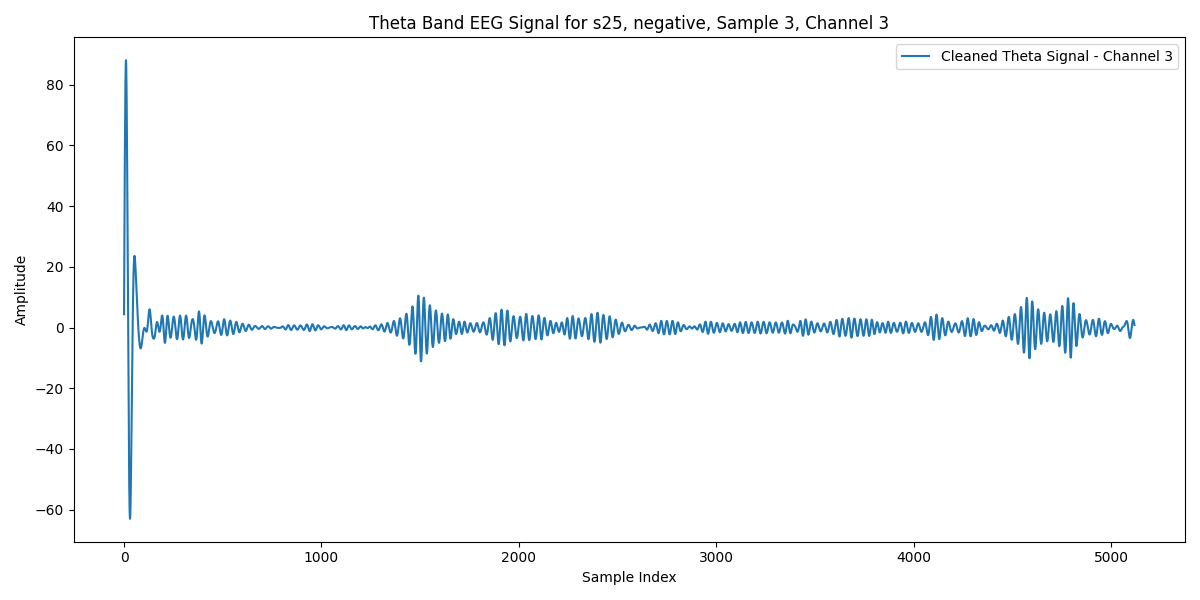 Theta Band EEG Signal for s25, negative, Sample 3, Channel 3
Cleaned Theta Signal - Channel 3
Amplitude
80
60
40
20
0
−20
−40
−60
0 1000 2000 3000 4000 5000
Sample Index